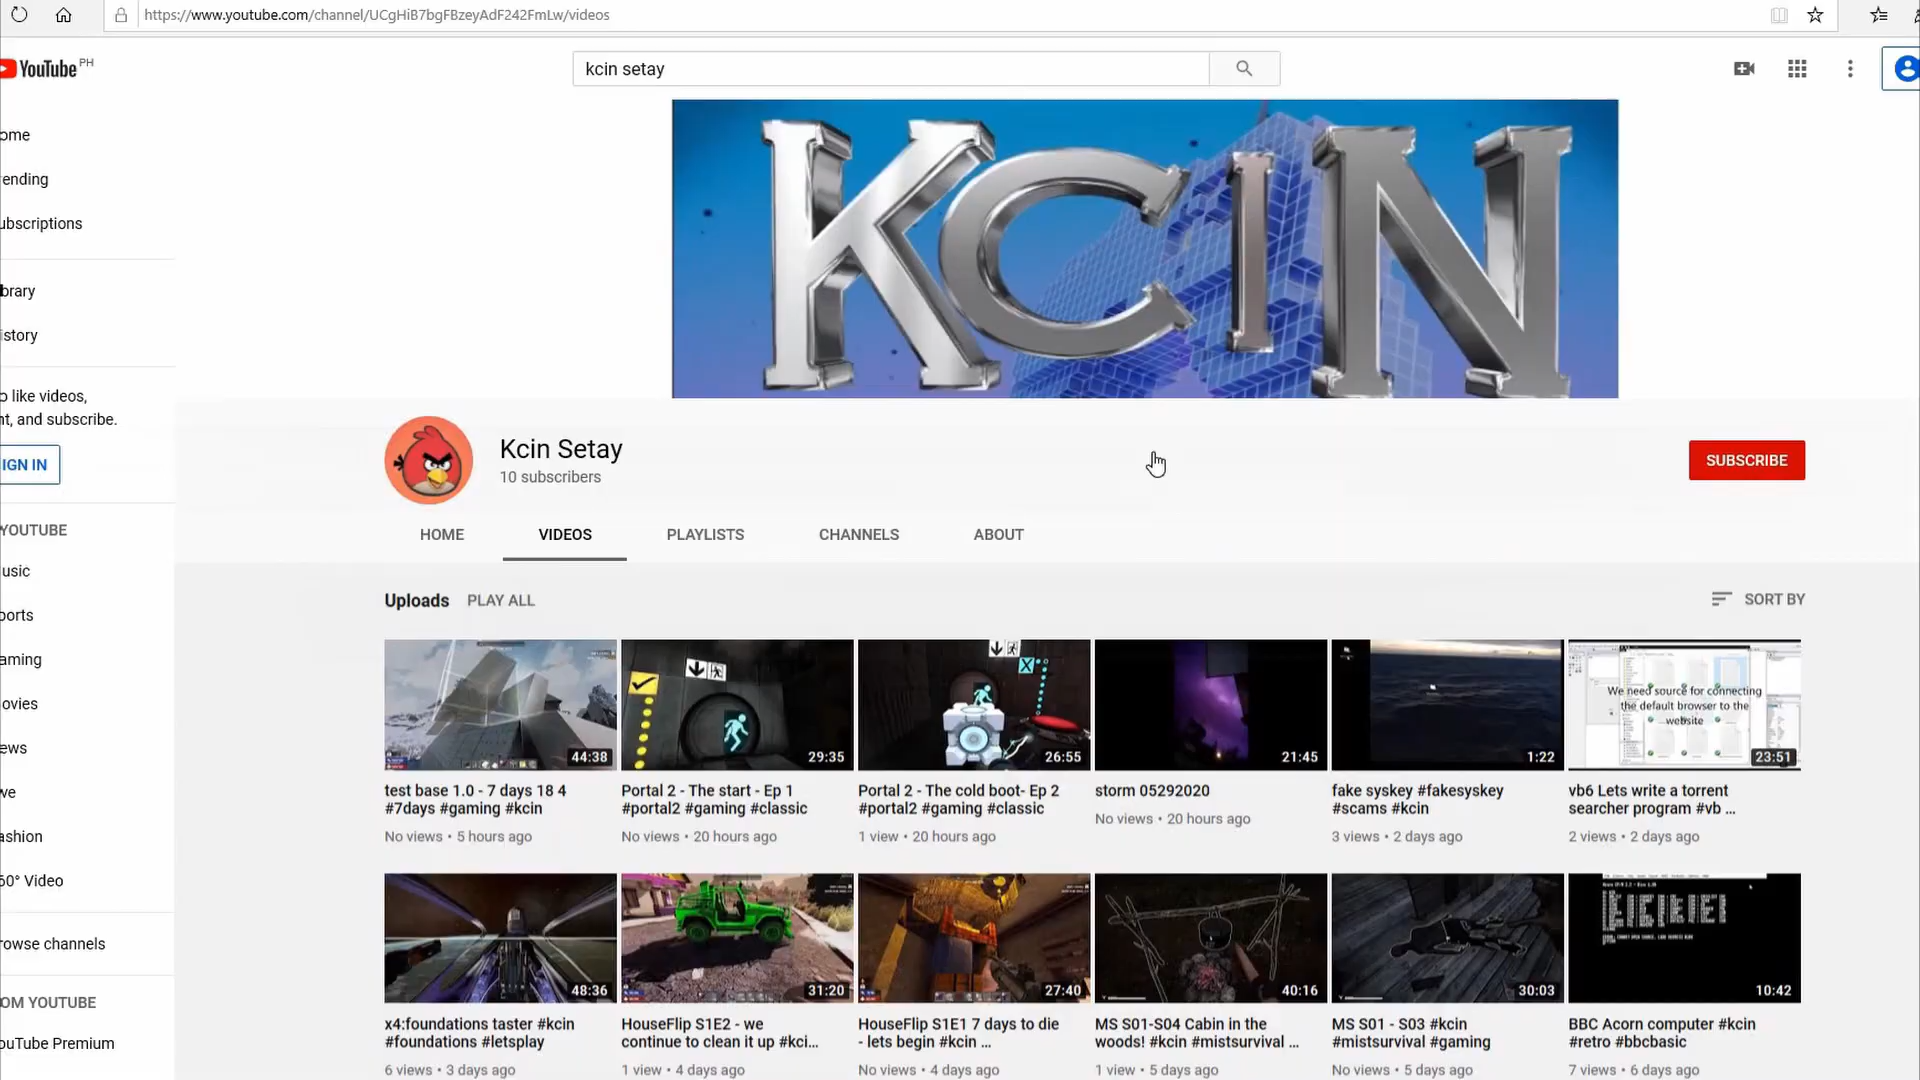 https://www.youtube.com/channel/UCgHiB7bgFBzeyAdF242FmLw/videos
YouTube PH
kcin setay
ome
ending
ubscriptions
brary
istory
o like videos,
nt, and subscribe.
IGN IN
YOUTUBE
usic
ports
aming
ovies
ews
ve
ashion
60° Video
rowse channels
OM YOUTUBE
ouTube Premium
KCIN
Kcin Setay
10 subscribers
SUBSCRIBE
HOME VIDEOS PLAYLISTS CHANNELS ABOUT
Uploads PLAY ALL SORT BY
We need source for connecting
the default browser to the
website
44:38 29:35 26:55 21:45 1:22 23:51
test base 1.0 - 7 days 18 4
#7days #gaming #kcin
No views • 5 hours ago
Portal 2 - The start - Ep 1
#portal2 #gaming #classic
No views • 20 hours ago
Portal 2 - The cold boot- Ep 2
#portal2 #gaming #classic
1 view • 20 hours ago
storm 05292020
No views • 20 hours ago
fake syskey #fakesyskey
#scams #kcin
3 views • 2 days ago
vb6 Lets write a torrent
searcher program #vb ...
2 views • 2 days ago
48:36 31:20 27:40 40:16 30:03 10:42
x4:foundations taster #kcin
#foundations #letsplay
6 views • 3 days ago
HouseFlip S1E2 - we
continue to clean it up #kci...
1 view • 4 days ago
HouseFlip S1E1 7 days to die
- lets begin #kcin ...
No views • 4 days ago
MS S01-S04 Cabin in the
woods! #kcin #mistsurvival ...
1 view • 5 days ago
MS S01 - S03 #kcin
#mistsurvival #gaming
No views • 5 days ago
BBC Acorn computer #kcin
#retro #bbcbasic
7 views • 6 days ago